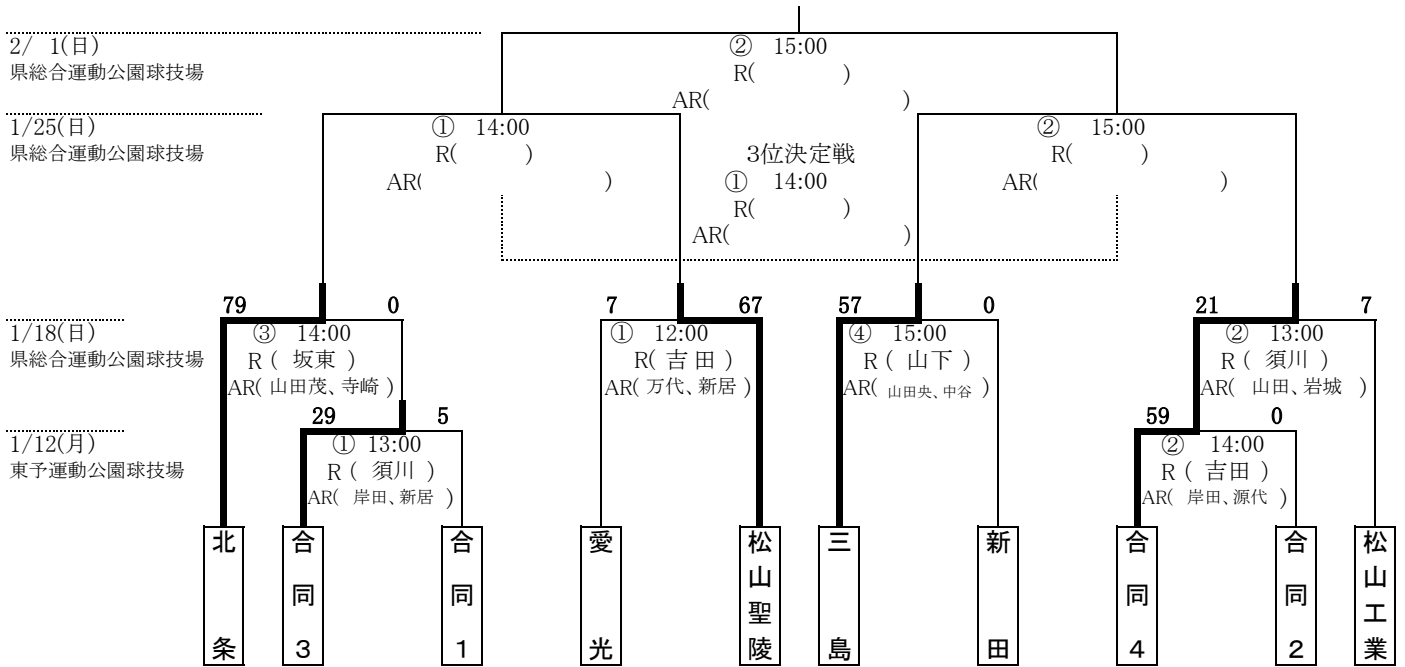 2/ 1(日)
県総合運動公園球技場
② 15:00
R( )
AR( )
1/25(日)
県総合運動公園球技場
① 14:00
R( )
AR( )
② 15:00
R( )
AR( )
3位決定戦
① 14:00
R( )
AR( )
1/18(日)
県総合運動公園球技場
79 0
③ 14:00
R ( 坂東 )
AR( 山田茂、寺崎 )
7 67
① 12:00
R( 吉 田 )
AR( 万代、新居 )
57 0
④ 15:00
R ( 山下 )
AR( 山田央、中谷 )
21 7
② 13:00
R ( 須川 )
AR( 山田、岩城 )
1/12(月)
東予運動公園球技場
29 5
① 13:00
R ( 須川 )
AR( 岸田、新居 )
59 0
② 14:00
R ( 吉田 )
AR( 岸田、源代 )
北条
合同3
合同1
愛光
松山聖陵
三島
新田
合同4
合同2
松山工業